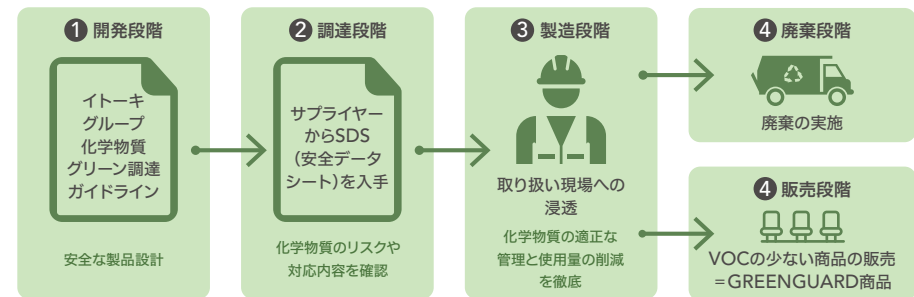 ❶ 開発段階
イトーキ
グループ
化学物質
グリーン調達
ガイドライン
安全な製品設計
❷ 調達段階
サプライヤー
からSDS
（安全データ
シート）を入手
化学物質のリスクや
対応内容を確認
❸ 製造段階
取り扱い現場への
浸透
化学物質の適正な
管理と使用量の削減
を徹底
❹ 廃棄段階
廃棄の実施
❹ 販売段階
VOCの少ない商品の販売
＝GREENGUARD商品